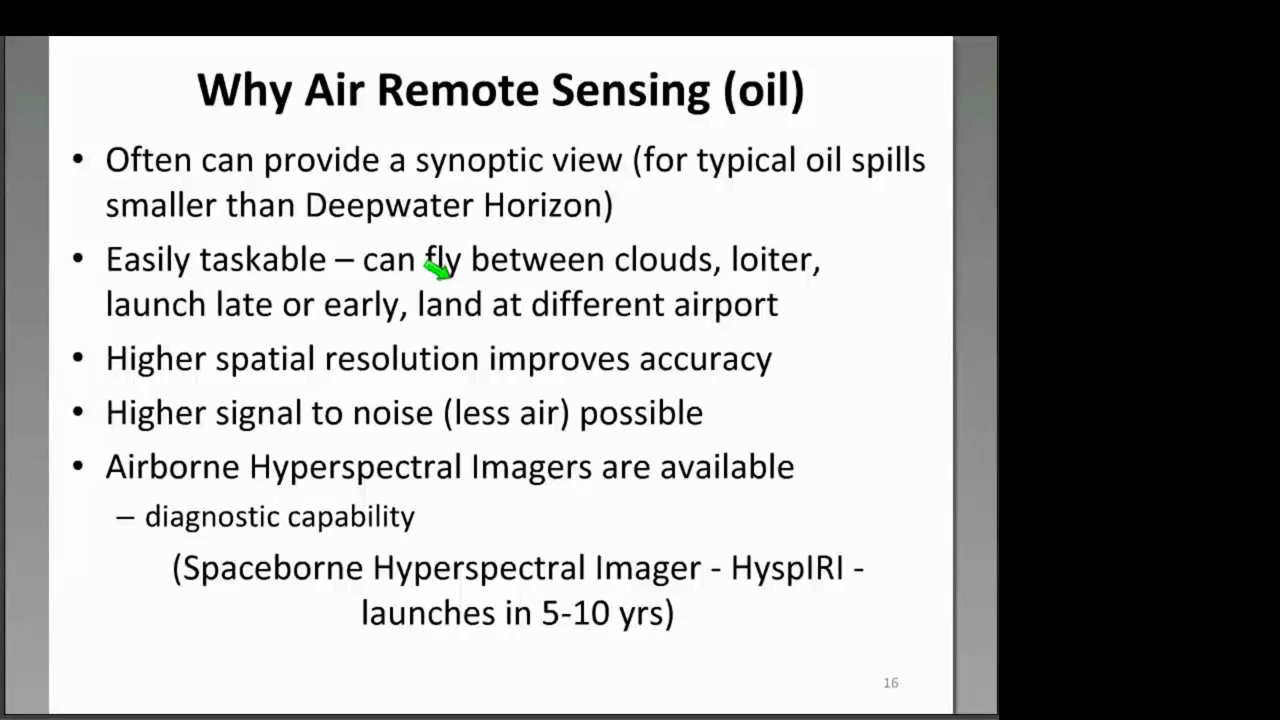 Why Air Remote Sensing (oil)
• Often can provide a synoptic view (for typical oil spills
smaller than Deepwater Horizon)
• Easily taskable – can fly between clouds, loiter,
launch late or early, land at different airport
• Higher spatial resolution improves accuracy
• Higher signal to noise (less air) possible
• Airborne Hyperspectral Imagers are available
– diagnostic capability
(Spaceborne Hyperspectral Imager - HyspIRI -
launches in 5-10 yrs)
16